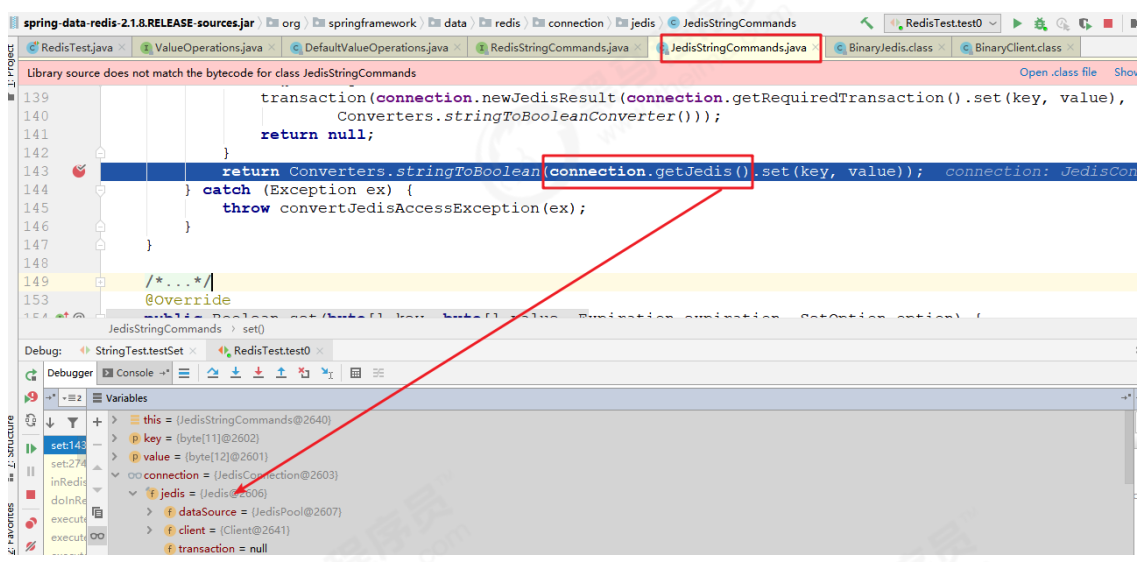 spring-data-redis-2.1.8.RELEASE-sources.jar org springframework data redis connection jedis JedisStringCommands RedisTest.test0
RedisTest.java ValueOperations.java DefaultValueOperations.java RedisStringCommands.java JedisStringCommands.java BinaryJedis.class BinaryClient.class
Library source does not match the bytecode for class JedisStringCommands Open .class file Show
139 transaction(connection.newJedisResult(connection.getRequiredTransaction().set(key, value),
140 Converters.stringToBooleanConverter()));
141 return null;
142 }
143 return Converters.stringToBoolean(connection.getJedis().set(key, value)); connection: JedisCon
144 } catch (Exception ex) {
145 throw convertJedisAccessException(ex);
146 }
147 }
148
149 /*...*/
153 @Override
154 public Boolean set(byte[] key, byte[] value, Expiration expiration, SetOption option) {
JedisStringCommands set()
Debug: StringTest.testSet RedisTest.test0
Debugger Console
2 Variables
this = {JedisStringCommands@2640}
key = {byte[11]@2602}
set:143 value = {byte[12]@2601}
set:274 connection = {JedisConnection@2603}
inRedis jedis = {Jedis@2606}
doInRe dataSource = {JedisPool@2607}
execute client = {Client@2641}
execute transaction = null
Z: Structure
2: Favorites